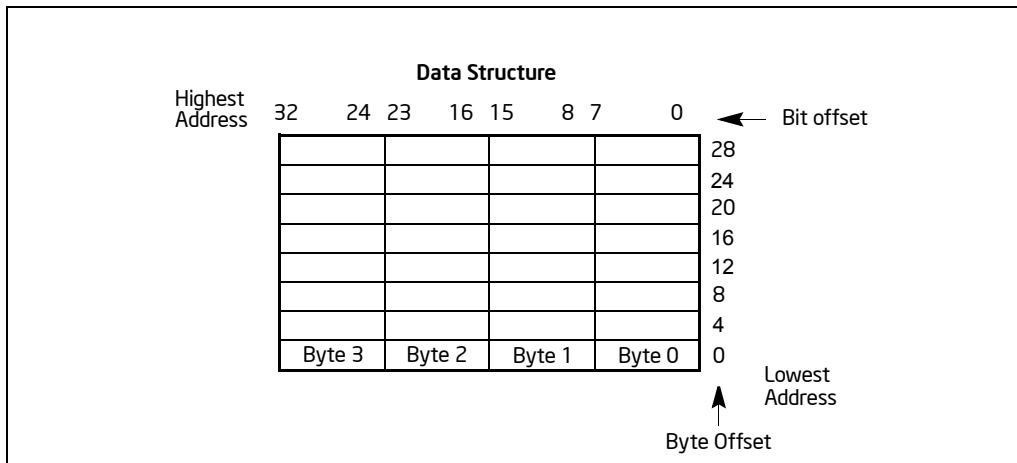 Data Structure
Highest
Address
32 24 23 16 15 8 7 0
Bit offset
28
24
20
16
12
8
4
Byte 3 Byte 2 Byte 1 Byte 0 0
Lowest
Address
Byte Offset